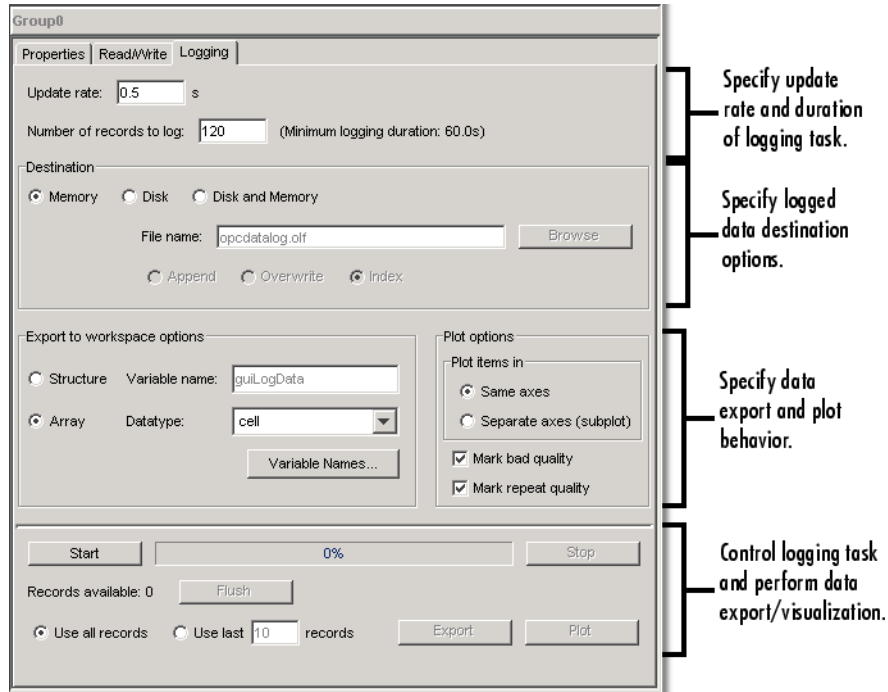 Group0
Properties Read/Write Logging
Update rate: 0.5 s
Number of records to log: 120 (Minimum logging duration: 60.0s)
Specify update
rate and duration
of logging task.
Destination
Memory Disk Disk and Memory
File name: opcdatalog.olf Browse
Append Overwrite Index
Specify logged
data destination
options.
Export to workspace options
Structure Variable name: guiLogData
Array Datatype: cell
Variable Names...
Plot options
Plot items in
Same axes
Separate axes (subplot)
Mark bad quality
Mark repeat quality
Specify data
export and plot
behavior.
Start 0% Stop
Records available: 0 Flush
Use all records Use last 10 records Export Plot
Control logging task
and perform data
export/visualization.